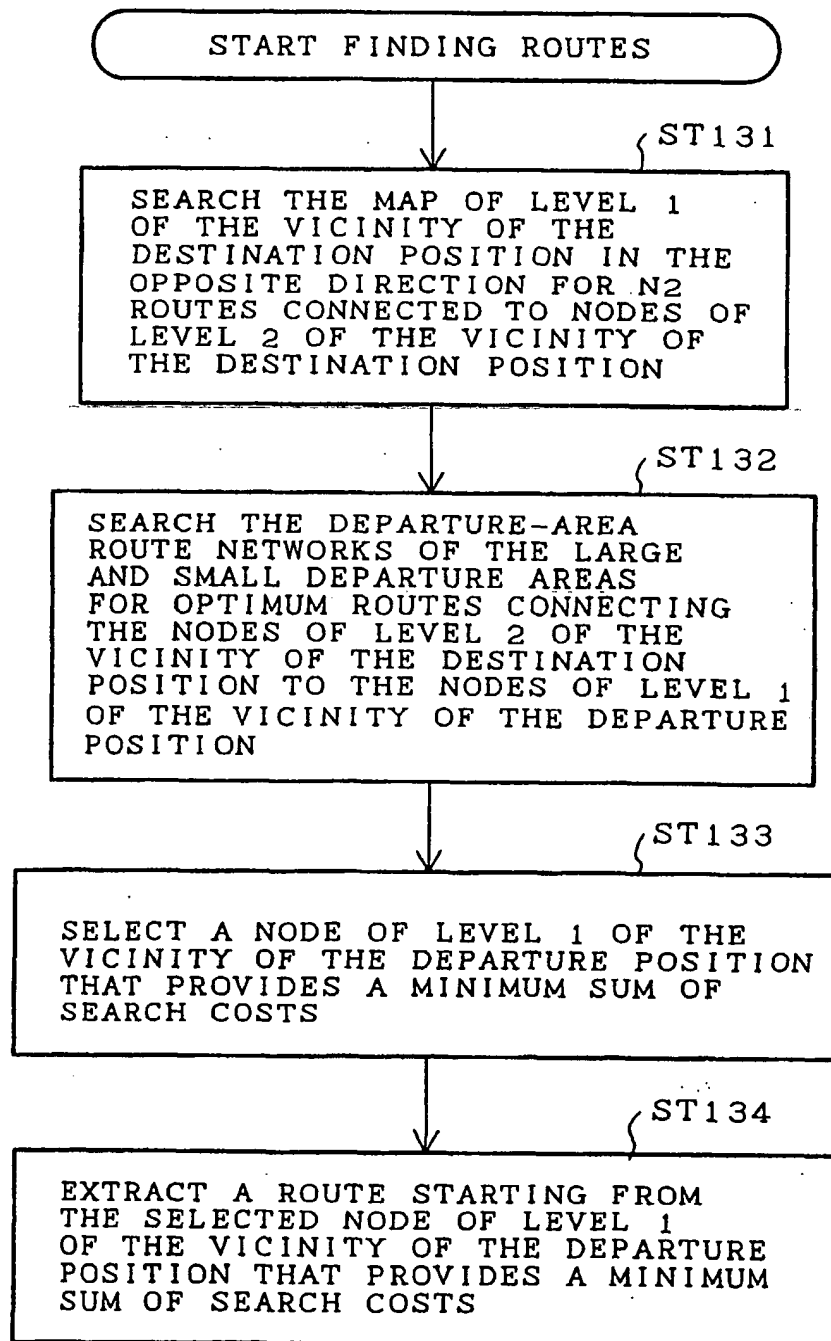 START FINDING ROUTES
ST131
SEARCH THE MAP OF LEVEL 1
OF THE VICINITY OF THE
DESTINATION POSITION IN THE
OPPOSITE DIRECTION FOR N2
ROUTES CONNECTED TO NODES OF
LEVEL 2 OF THE VICINITY OF
THE DESTINATION POSITION
ST132
SEARCH THE DEPARTURE-AREA
ROUTE NETWORKS OF THE LARGE
AND SMALL DEPARTURE AREAS
FOR OPTIMUM ROUTES CONNECTING
THE NODES OF LEVEL 2 OF THE
VICINITY OF THE DESTINATION
POSITION TO THE NODES OF LEVEL 1
OF THE VICINITY OF THE DEPARTURE
POSITION
ST133
SELECT A NODE OF LEVEL 1 OF THE
VICINITY OF THE DEPARTURE POSITION
THAT PROVIDES A MINIMUM SUM OF
SEARCH COSTS
ST134
EXTRACT A ROUTE STARTING FROM
THE SELECTED NODE OF LEVEL 1
OF THE VICINITY OF THE DEPARTURE
POSITION THAT PROVIDES A MINIMUM
SUM OF SEARCH COSTS